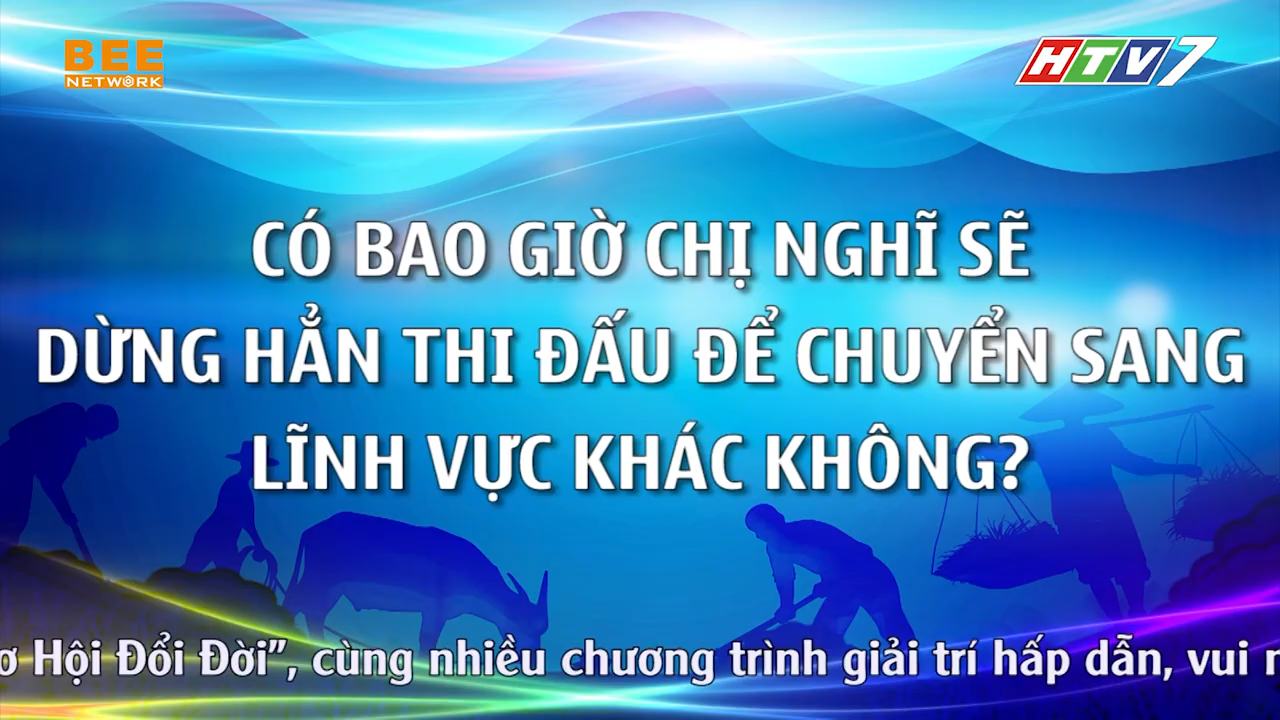 BEE
NETWORK
HTV7
CÓ BAO GIỜ CHỊ NGHĨ SẼ
DỪNG HẲN THI ĐẤU ĐỂ CHUYỂN SANG
LĨNH VỰC KHÁC KHÔNG?
ơ Hội Đổi Đời”, cùng nhiều chương trình giải trí hấp dẫn, vui